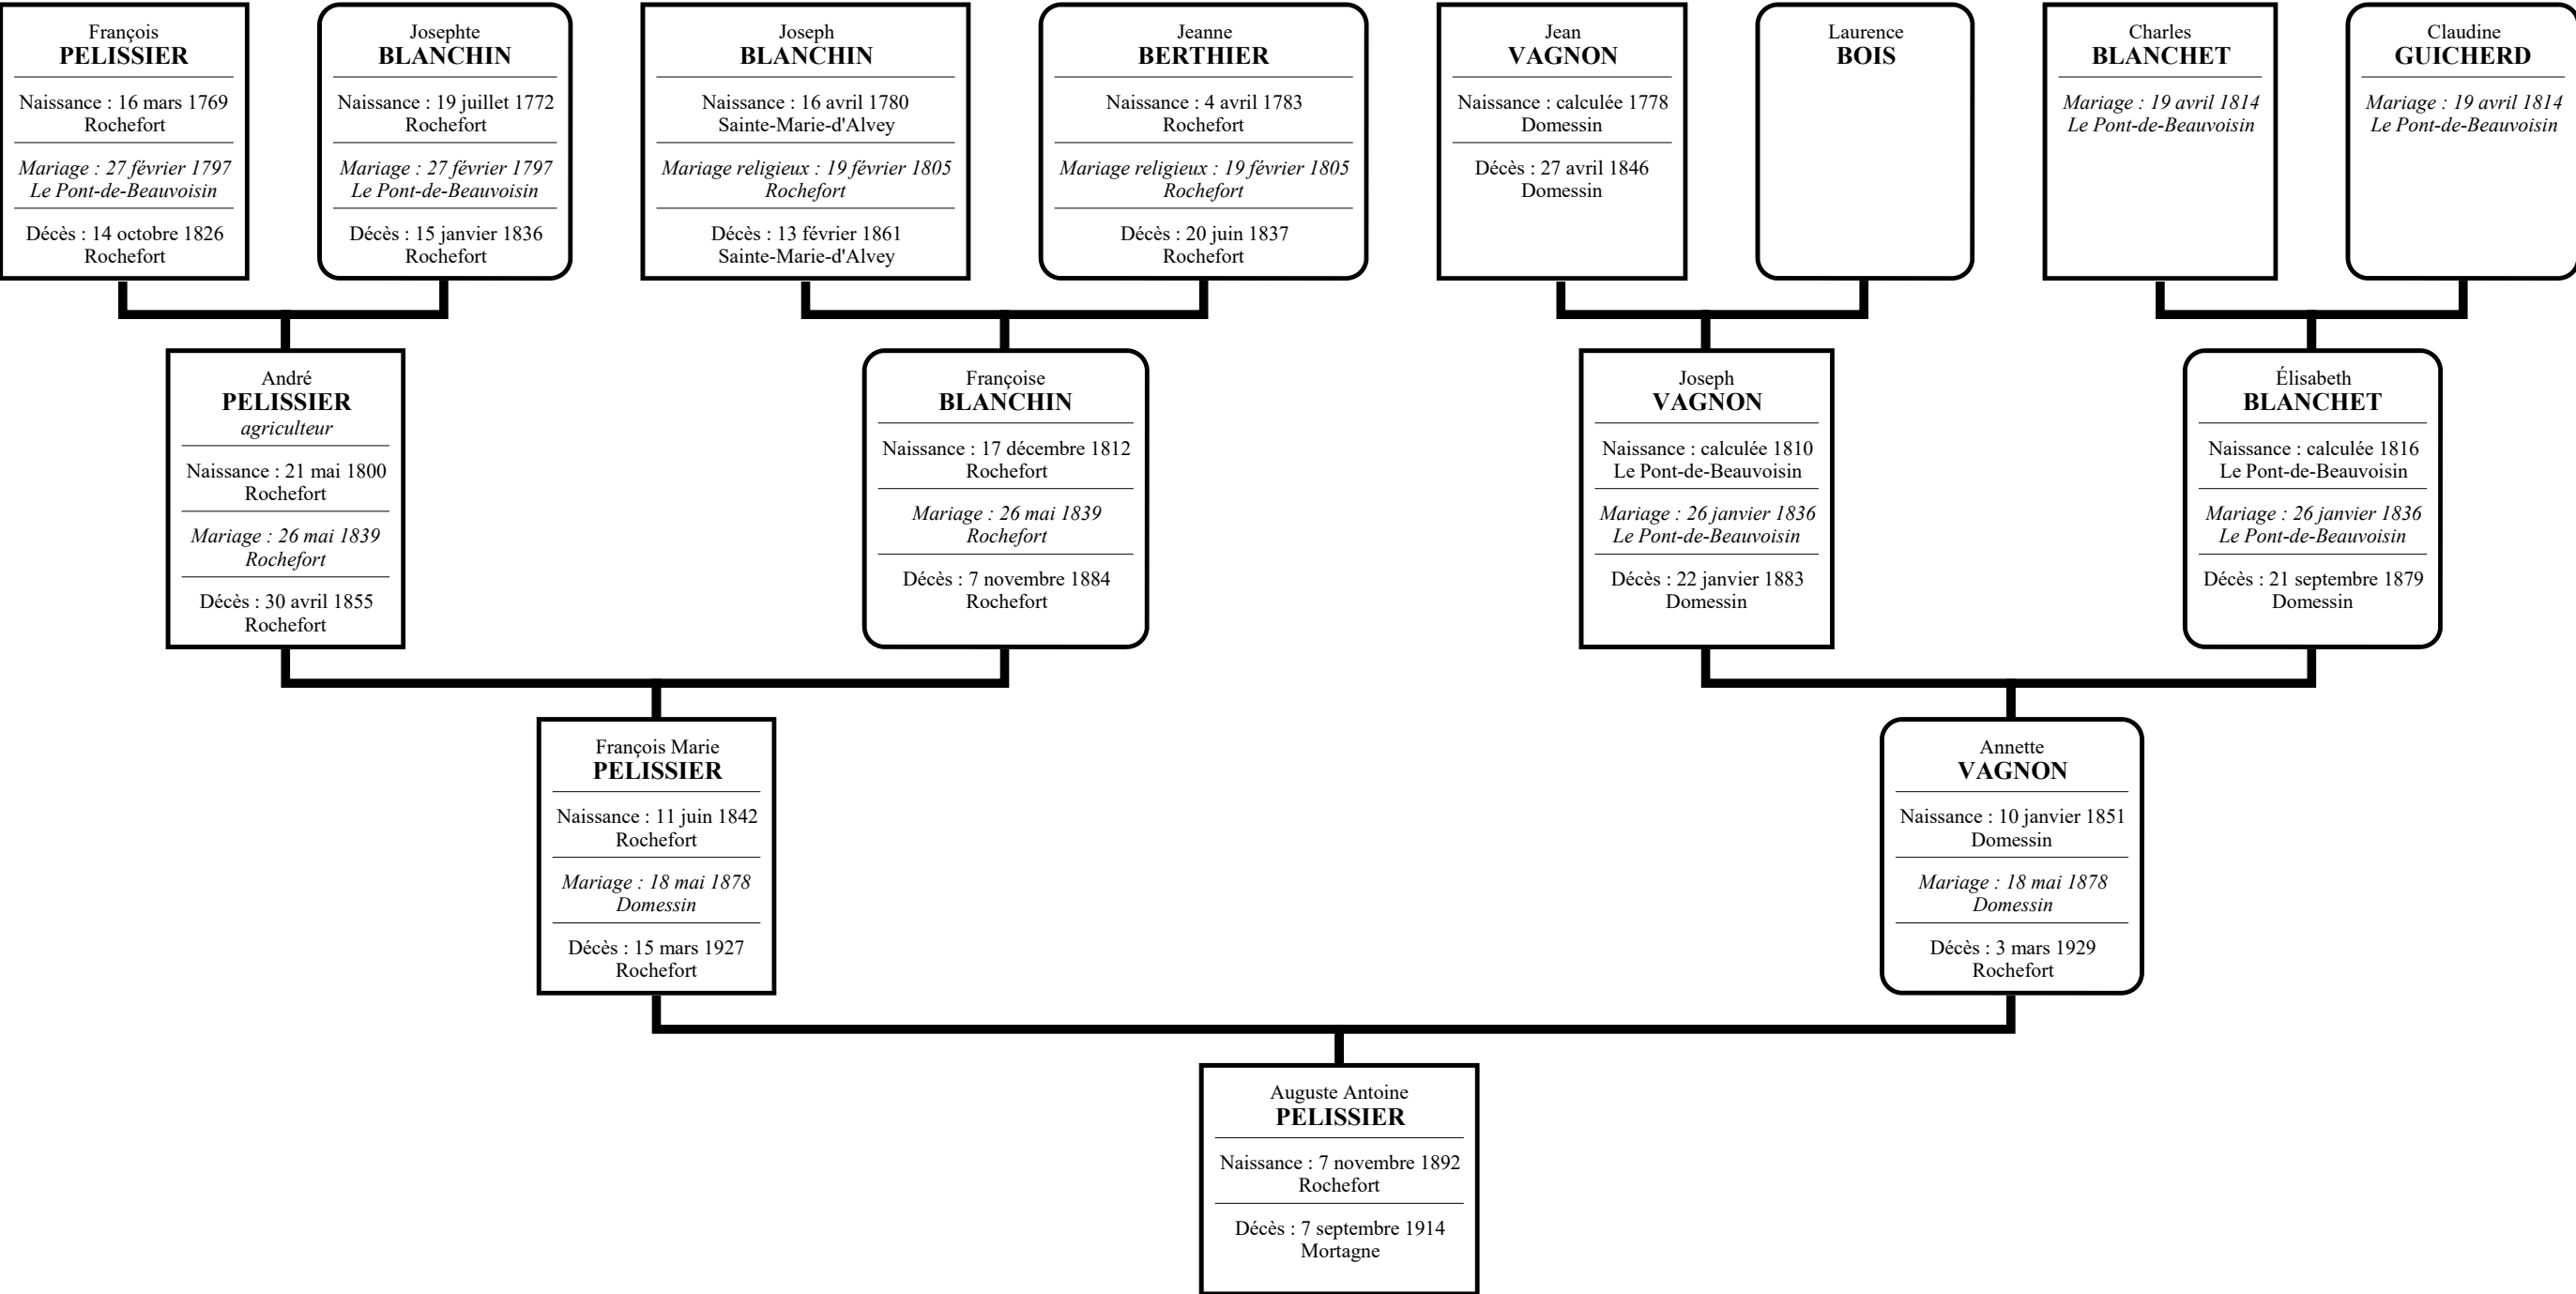 François
PELISSIER
Naissance : 16 mars 1769
Rochefort
Mariage : 27 février 1797
Le Pont-de-Beauvoisin
Décès : 14 octobre 1826
Rochefort
Josephte
BLANCHIN
Naissance : 19 juillet 1772
Rochefort
Mariage : 27 février 1797
Le Pont-de-Beauvoisin
Décès : 15 janvier 1836
Rochefort
Joseph
BLANCHIN
Naissance : 16 avril 1780
Sainte-Marie-d'Alvey
Mariage religieux : 19 février 1805
Rochefort
Décès : 13 février 1861
Sainte-Marie-d'Alvey
Jeanne
BERTHIER
Naissance : 4 avril 1783
Rochefort
Mariage religieux : 19 février 1805
Rochefort
Décès : 20 juin 1837
Rochefort
Jean
VAGNON
Naissance : calculée 1778
Domessin
Décès : 27 avril 1846
Domessin
Laurence
BOIS
Charles
BLANCHET
Mariage : 19 avril 1814
Le Pont-de-Beauvoisin
Claudine
GUICHERD
Mariage : 19 avril 1814
Le Pont-de-Beauvoisin
André
PELISSIER
agriculteur
Naissance : 21 mai 1800
Rochefort
Mariage : 26 mai 1839
Rochefort
Décès : 30 avril 1855
Rochefort
Françoise
BLANCHIN
Naissance : 17 décembre 1812
Rochefort
Mariage : 26 mai 1839
Rochefort
Décès : 7 novembre 1884
Rochefort
Joseph
VAGNON
Naissance : calculée 1810
Le Pont-de-Beauvoisin
Mariage : 26 janvier 1836
Le Pont-de-Beauvoisin
Décès : 22 janvier 1883
Domessin
Élisabeth
BLANCHET
Naissance : calculée 1816
Le Pont-de-Beauvoisin
Mariage : 26 janvier 1836
Le Pont-de-Beauvoisin
Décès : 21 septembre 1879
Domessin
François Marie
PELISSIER
Naissance : 11 juin 1842
Rochefort
Mariage : 18 mai 1878
Domessin
Décès : 15 mars 1927
Rochefort
Annette
VAGNON
Naissance : 10 janvier 1851
Domessin
Mariage : 18 mai 1878
Domessin
Décès : 3 mars 1929
Rochefort
Auguste Antoine
PELISSIER
Naissance : 7 novembre 1892
Rochefort
Décès : 7 septembre 1914
Mortagne